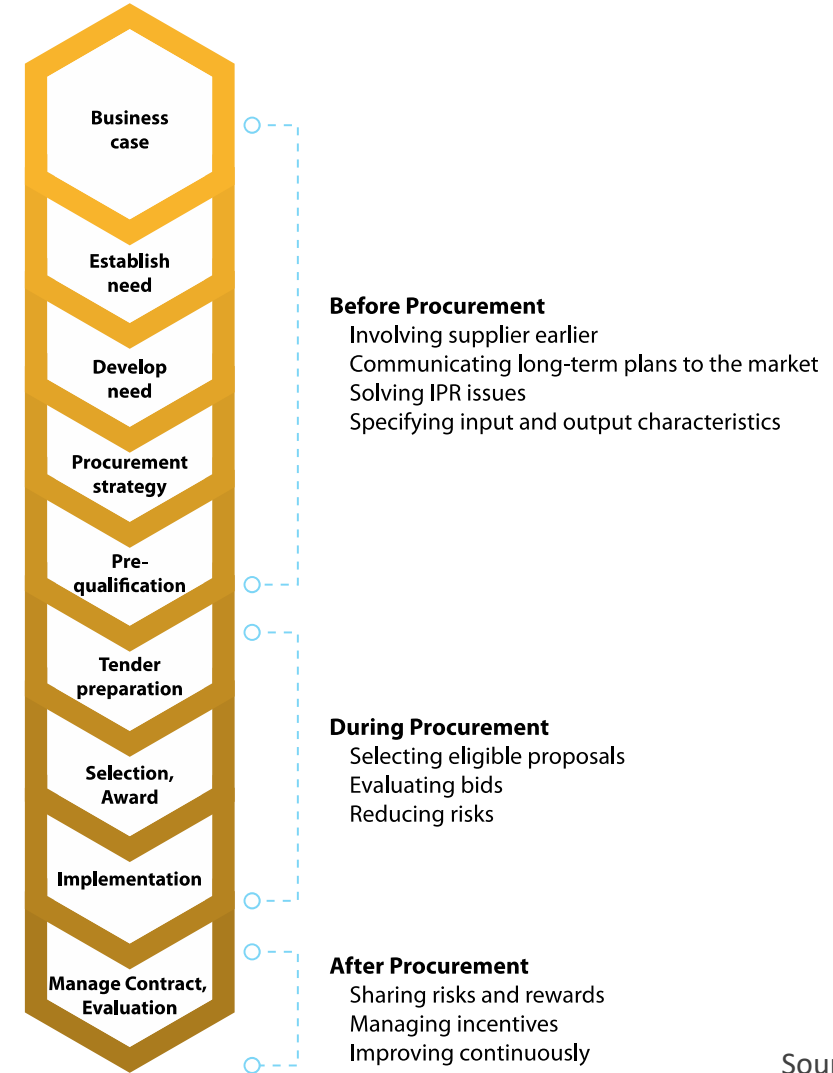 Business
case
Establish
need
Develop
need
Procurement
strategy
Pre-
qualification
Tender
preparation
Selection,
Award
Implementation
Manage Contract,
Evaluation
Before Procurement
Involving supplier earlier
Communicating long-term plans to the market
Solving IPR issues
Specifying input and output characteristics
During Procurement
Selecting eligible proposals
Evaluating bids
Reducing risks
After Procurement
Sharing risks and rewards
Managing incentives
Improving continuously
Sour